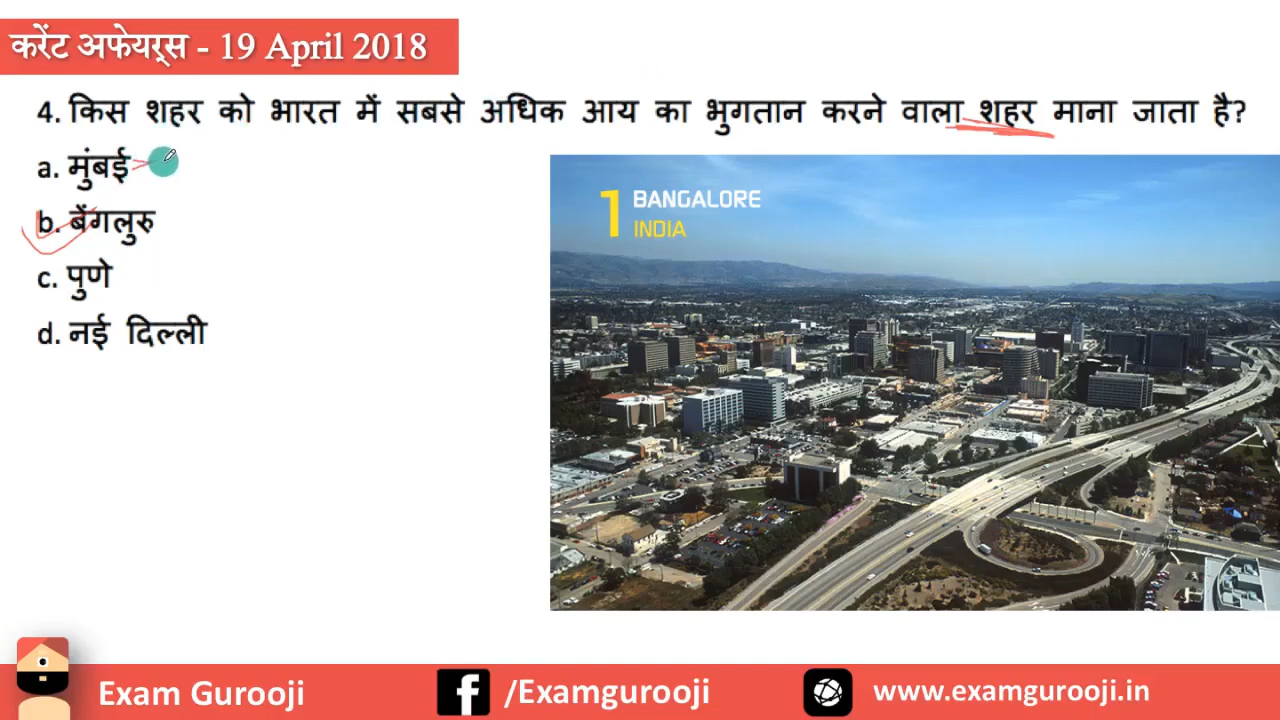 करेंट अफेयर्स - 19 April 2018
4. किस शहर को भारत में सबसे अधिक आय का भुगतान करने वाला शहर माना जाता है?
a. मुंबई
b. बेंगलुरु
c. पुणे
d. नई दिल्ली
1 BANGALORE
INDIA
Exam Gurooji
/Examgurooji
www.examgurooji.in